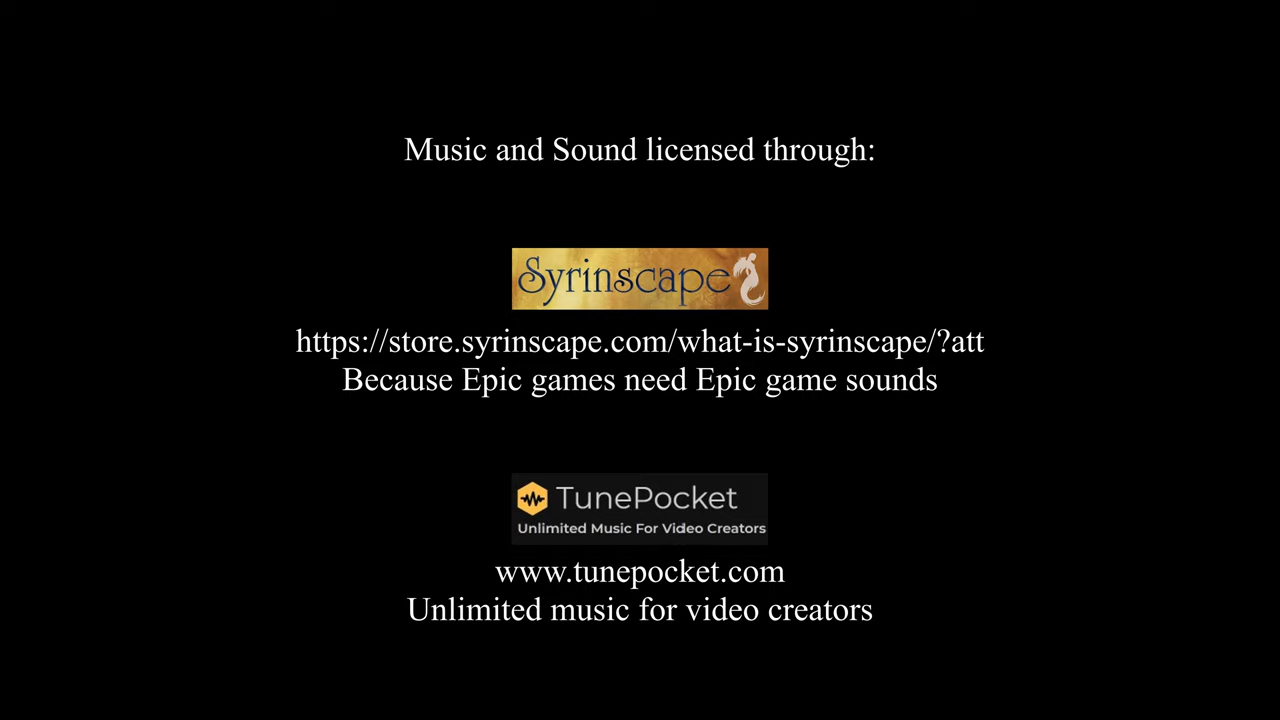 Music and Sound licensed through:
Syrinscape
https://store.syrinscape.com/what-is-syrinscape/?att
Because Epic games need Epic game sounds
TunePocket
Unlimited Music For Video Creators
www.tunepocket.com
Unlimited music for video creators